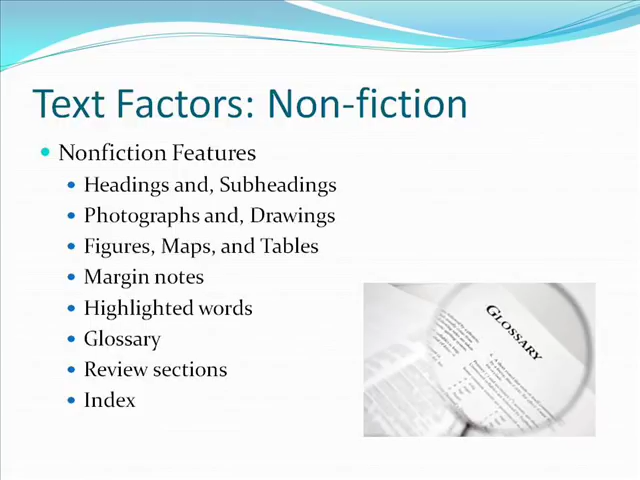 Text Factors: Non-fiction
Nonfiction Features
Headings and, Subheadings
Photographs and, Drawings
Figures, Maps, and Tables
Margin notes
Highlighted words
Glossary
Review sections
Index
GLOSSARY